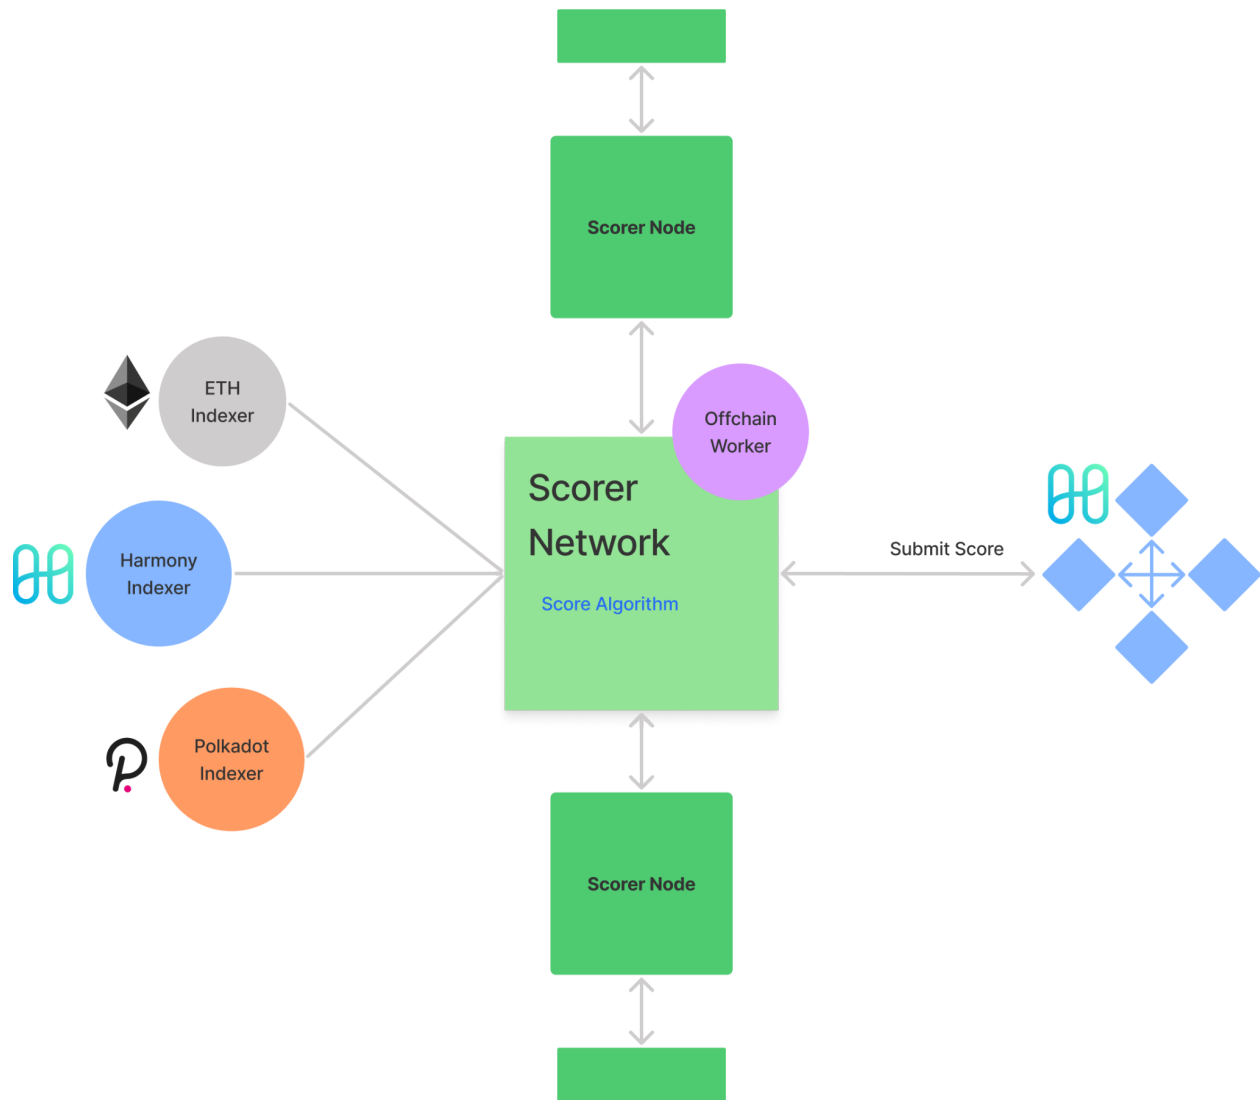 Scorer Node
ETH
Indexer
Offchain
Worker
Scorer
Network
Score Algorithm
Harmony
Indexer
Submit Score
Polkadot
Indexer
Scorer Node